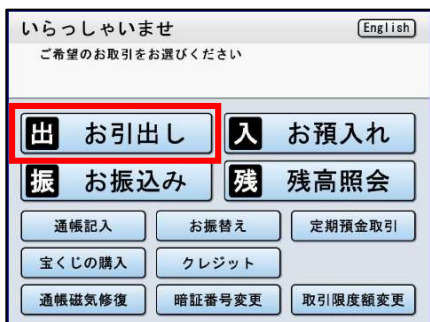 いらっしゃいませ English
ご希望のお取引をお選びください
出 お引出し 入 お預入れ
振 お振込み 残 残高照会
通帳記入 お振替え 定期預金取引
宝くじの購入 クレジット
通帳磁気修復 暗証番号変更 取引限度額変更